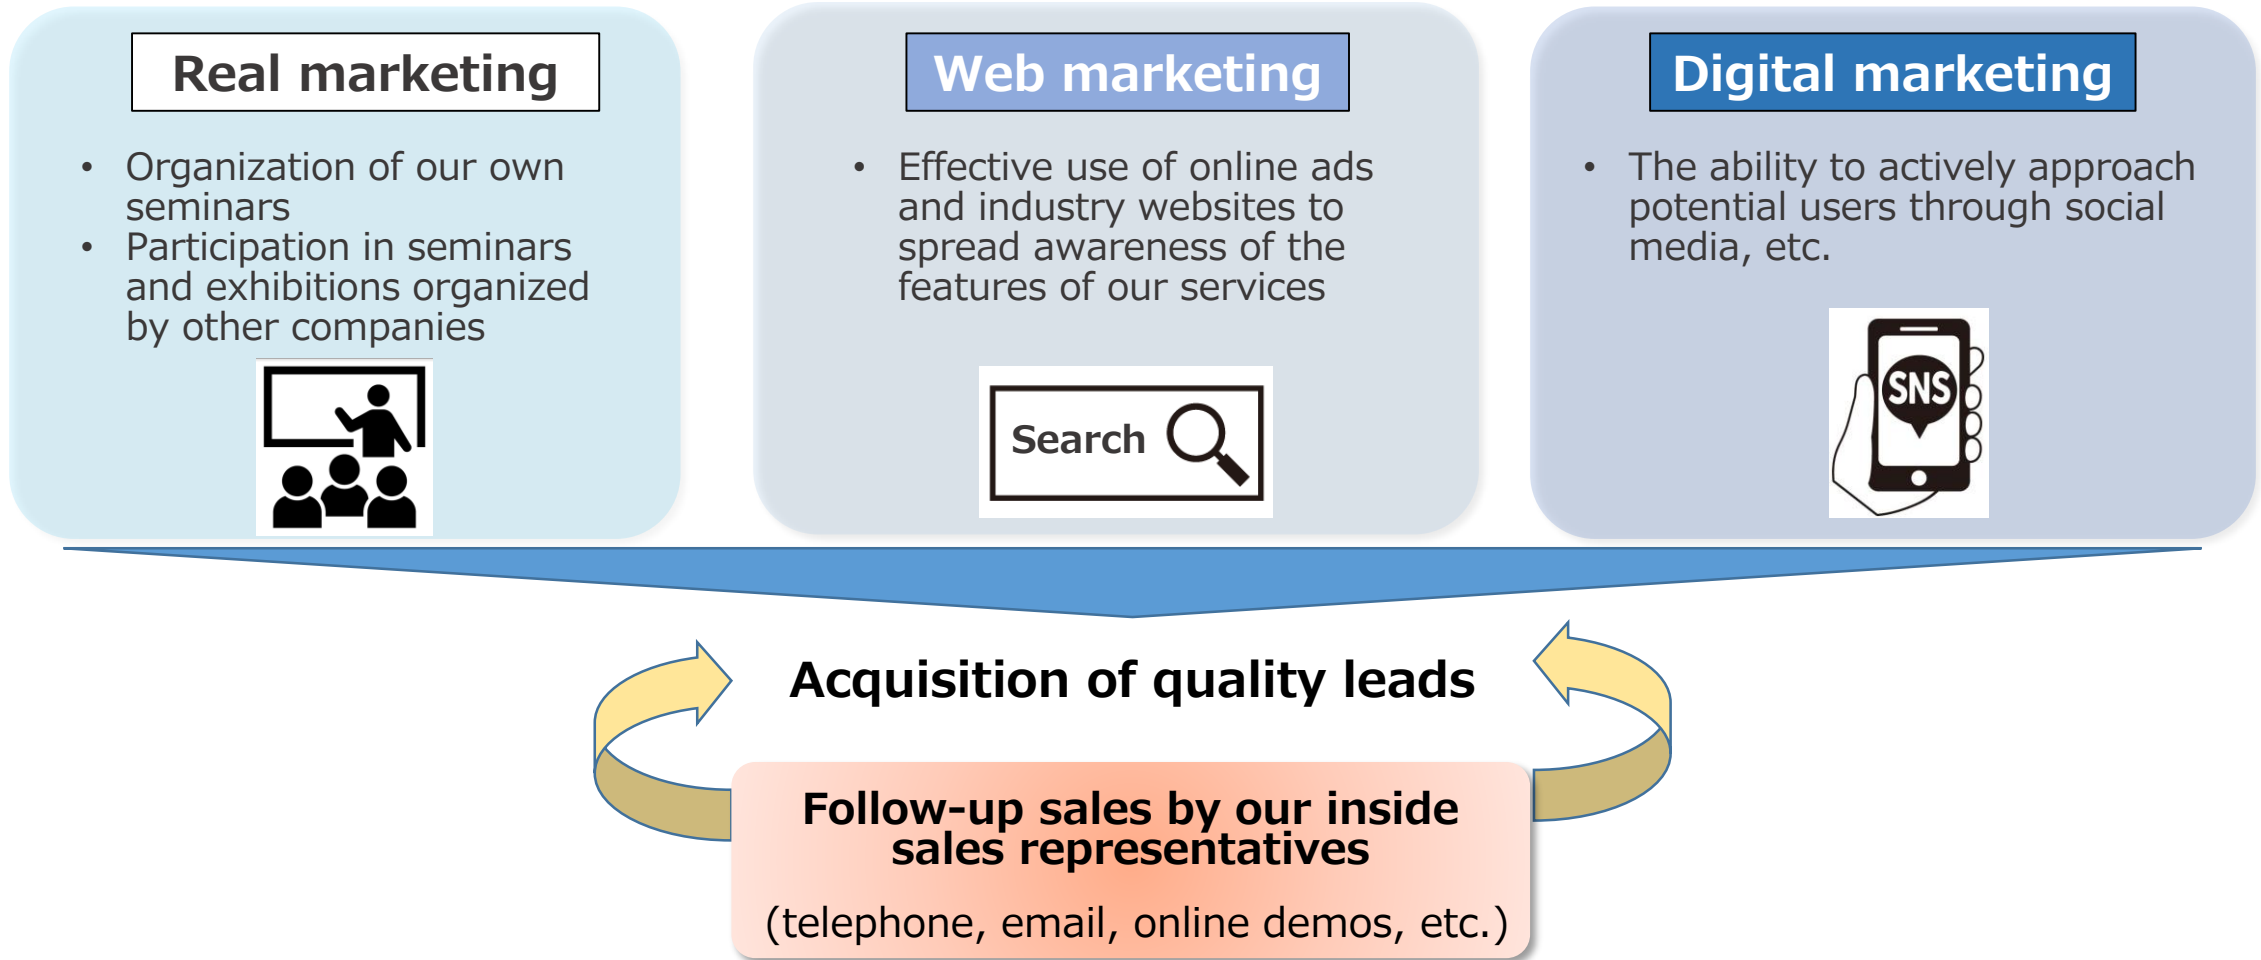 Real marketing
• Organization of our own
seminars
• Participation in seminars
and exhibitions organized
by other companies
Web marketing
• Effective use of online ads
and industry websites to
spread awareness of the
features of our services
Search
Digital marketing
• The ability to actively approach
potential users through social
media, etc.
SNS
Acquisition of quality leads
Follow-up sales by our inside
sales representatives
(telephone, email, online demos, etc.)